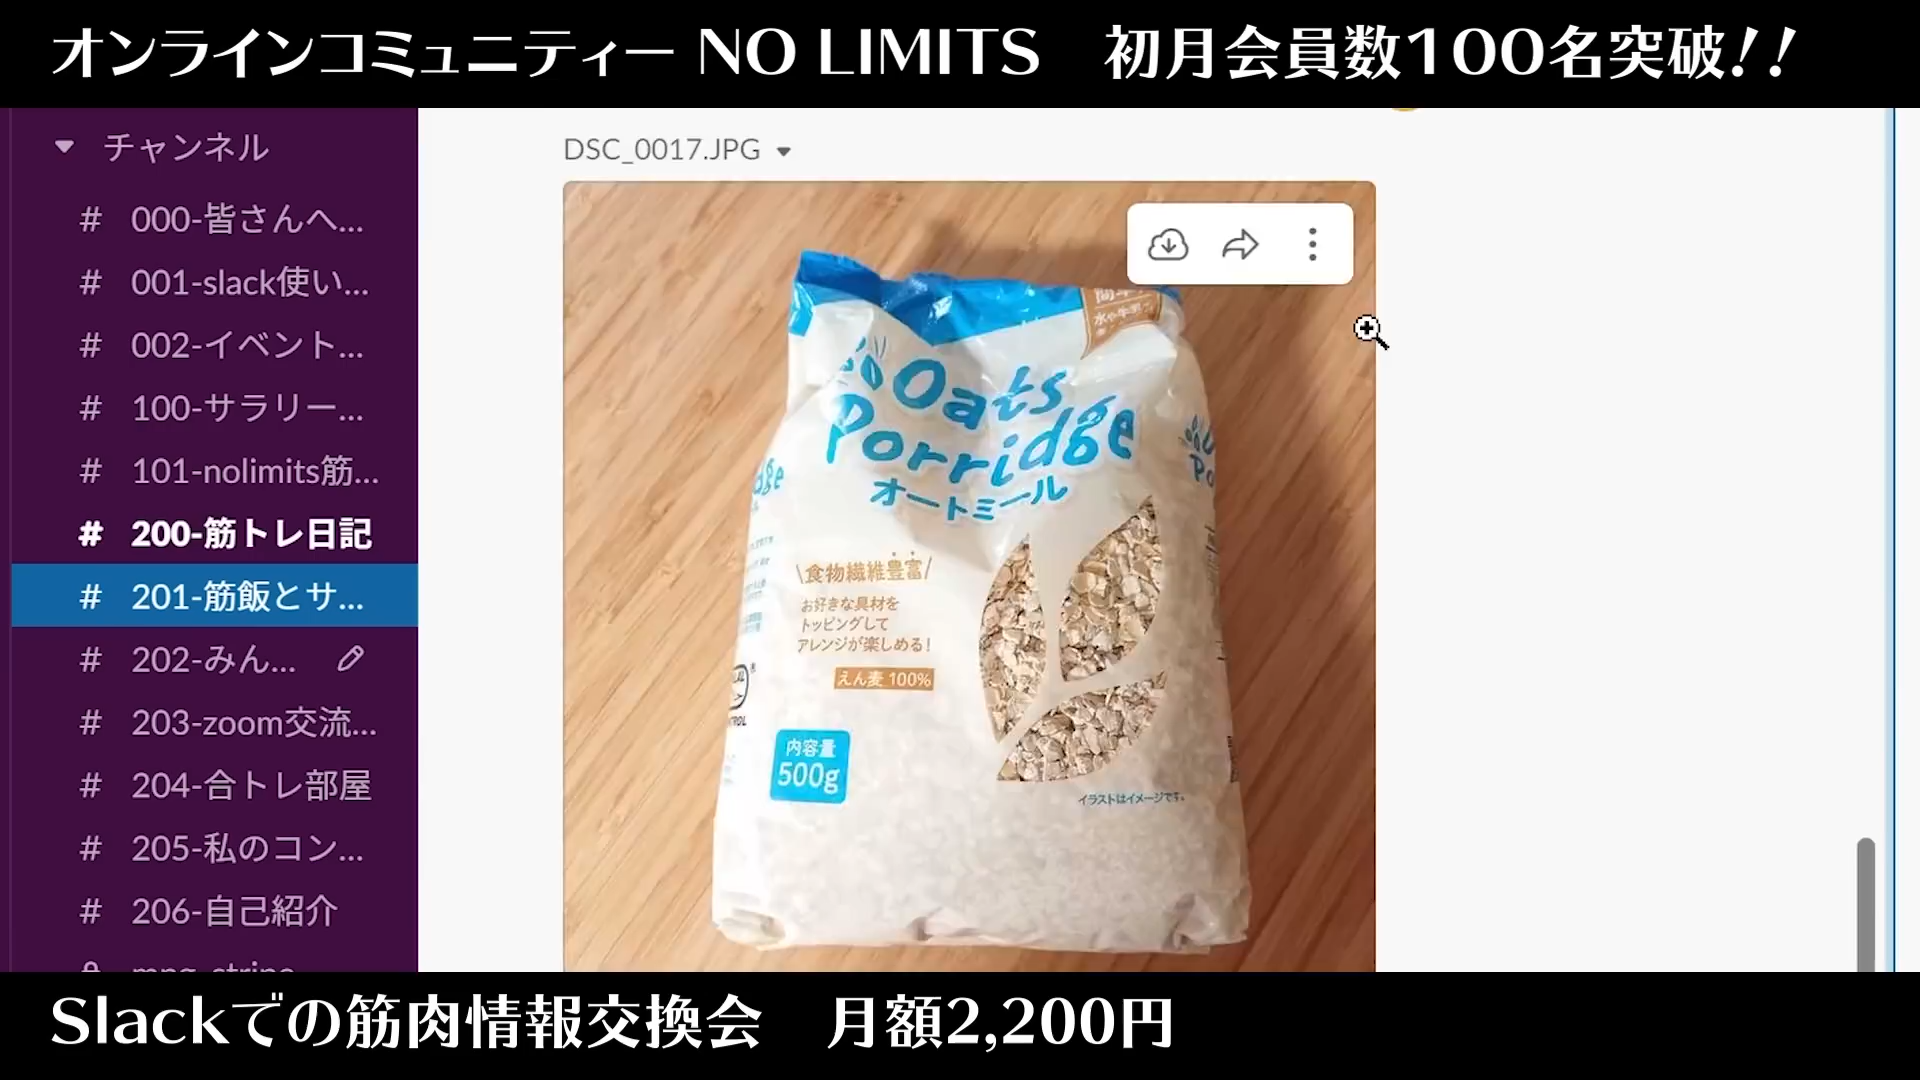 オンラインコミュニティー NO LIMITS　初月会員数100名突破!!
チャンネル
# 000-皆さんへ...
# 001-slack使い...
# 002-イベント...
# 100-サラリー...
# 101-nolimits筋...
# 200-筋トレ日記
# 201-筋飯とサ...
# 202-みん...
# 203-zoom交流...
# 204-合トレ部屋
# 205-私のコン...
# 206-自己紹介
DSC_0017.JPG
Oats
Porridge
オートミール
食物繊維豊富
お好きな具材を
トッピングして
アレンジが楽しめる!
えん麦 100%
内容量
500g
イラストはイメージです。
Slackでの筋肉情報交換会　月額2,200円